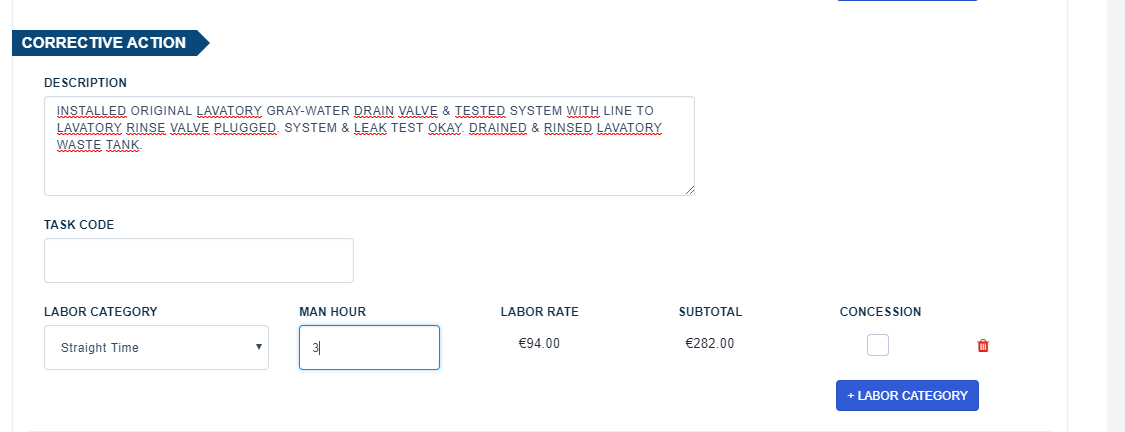 CORRECTIVE ACTION
DESCRIPTION
INSTALLED ORIGINAL LAVATORY GRAY-WATER DRAIN VALVE & TESTED SYSTEM WITH LINE TO
LAVATORY RINSE VALVE PLUGGED. SYSTEM & LEAK TEST OKAY. DRAINED & RINSED LAVATORY
WASTE TANK.
TASK CODE
LABOR CATEGORY MAN HOUR LABOR RATE SUBTOTAL CONCESSION
Straight Time 3 €94.00 €282.00
+ LABOR CATEGORY